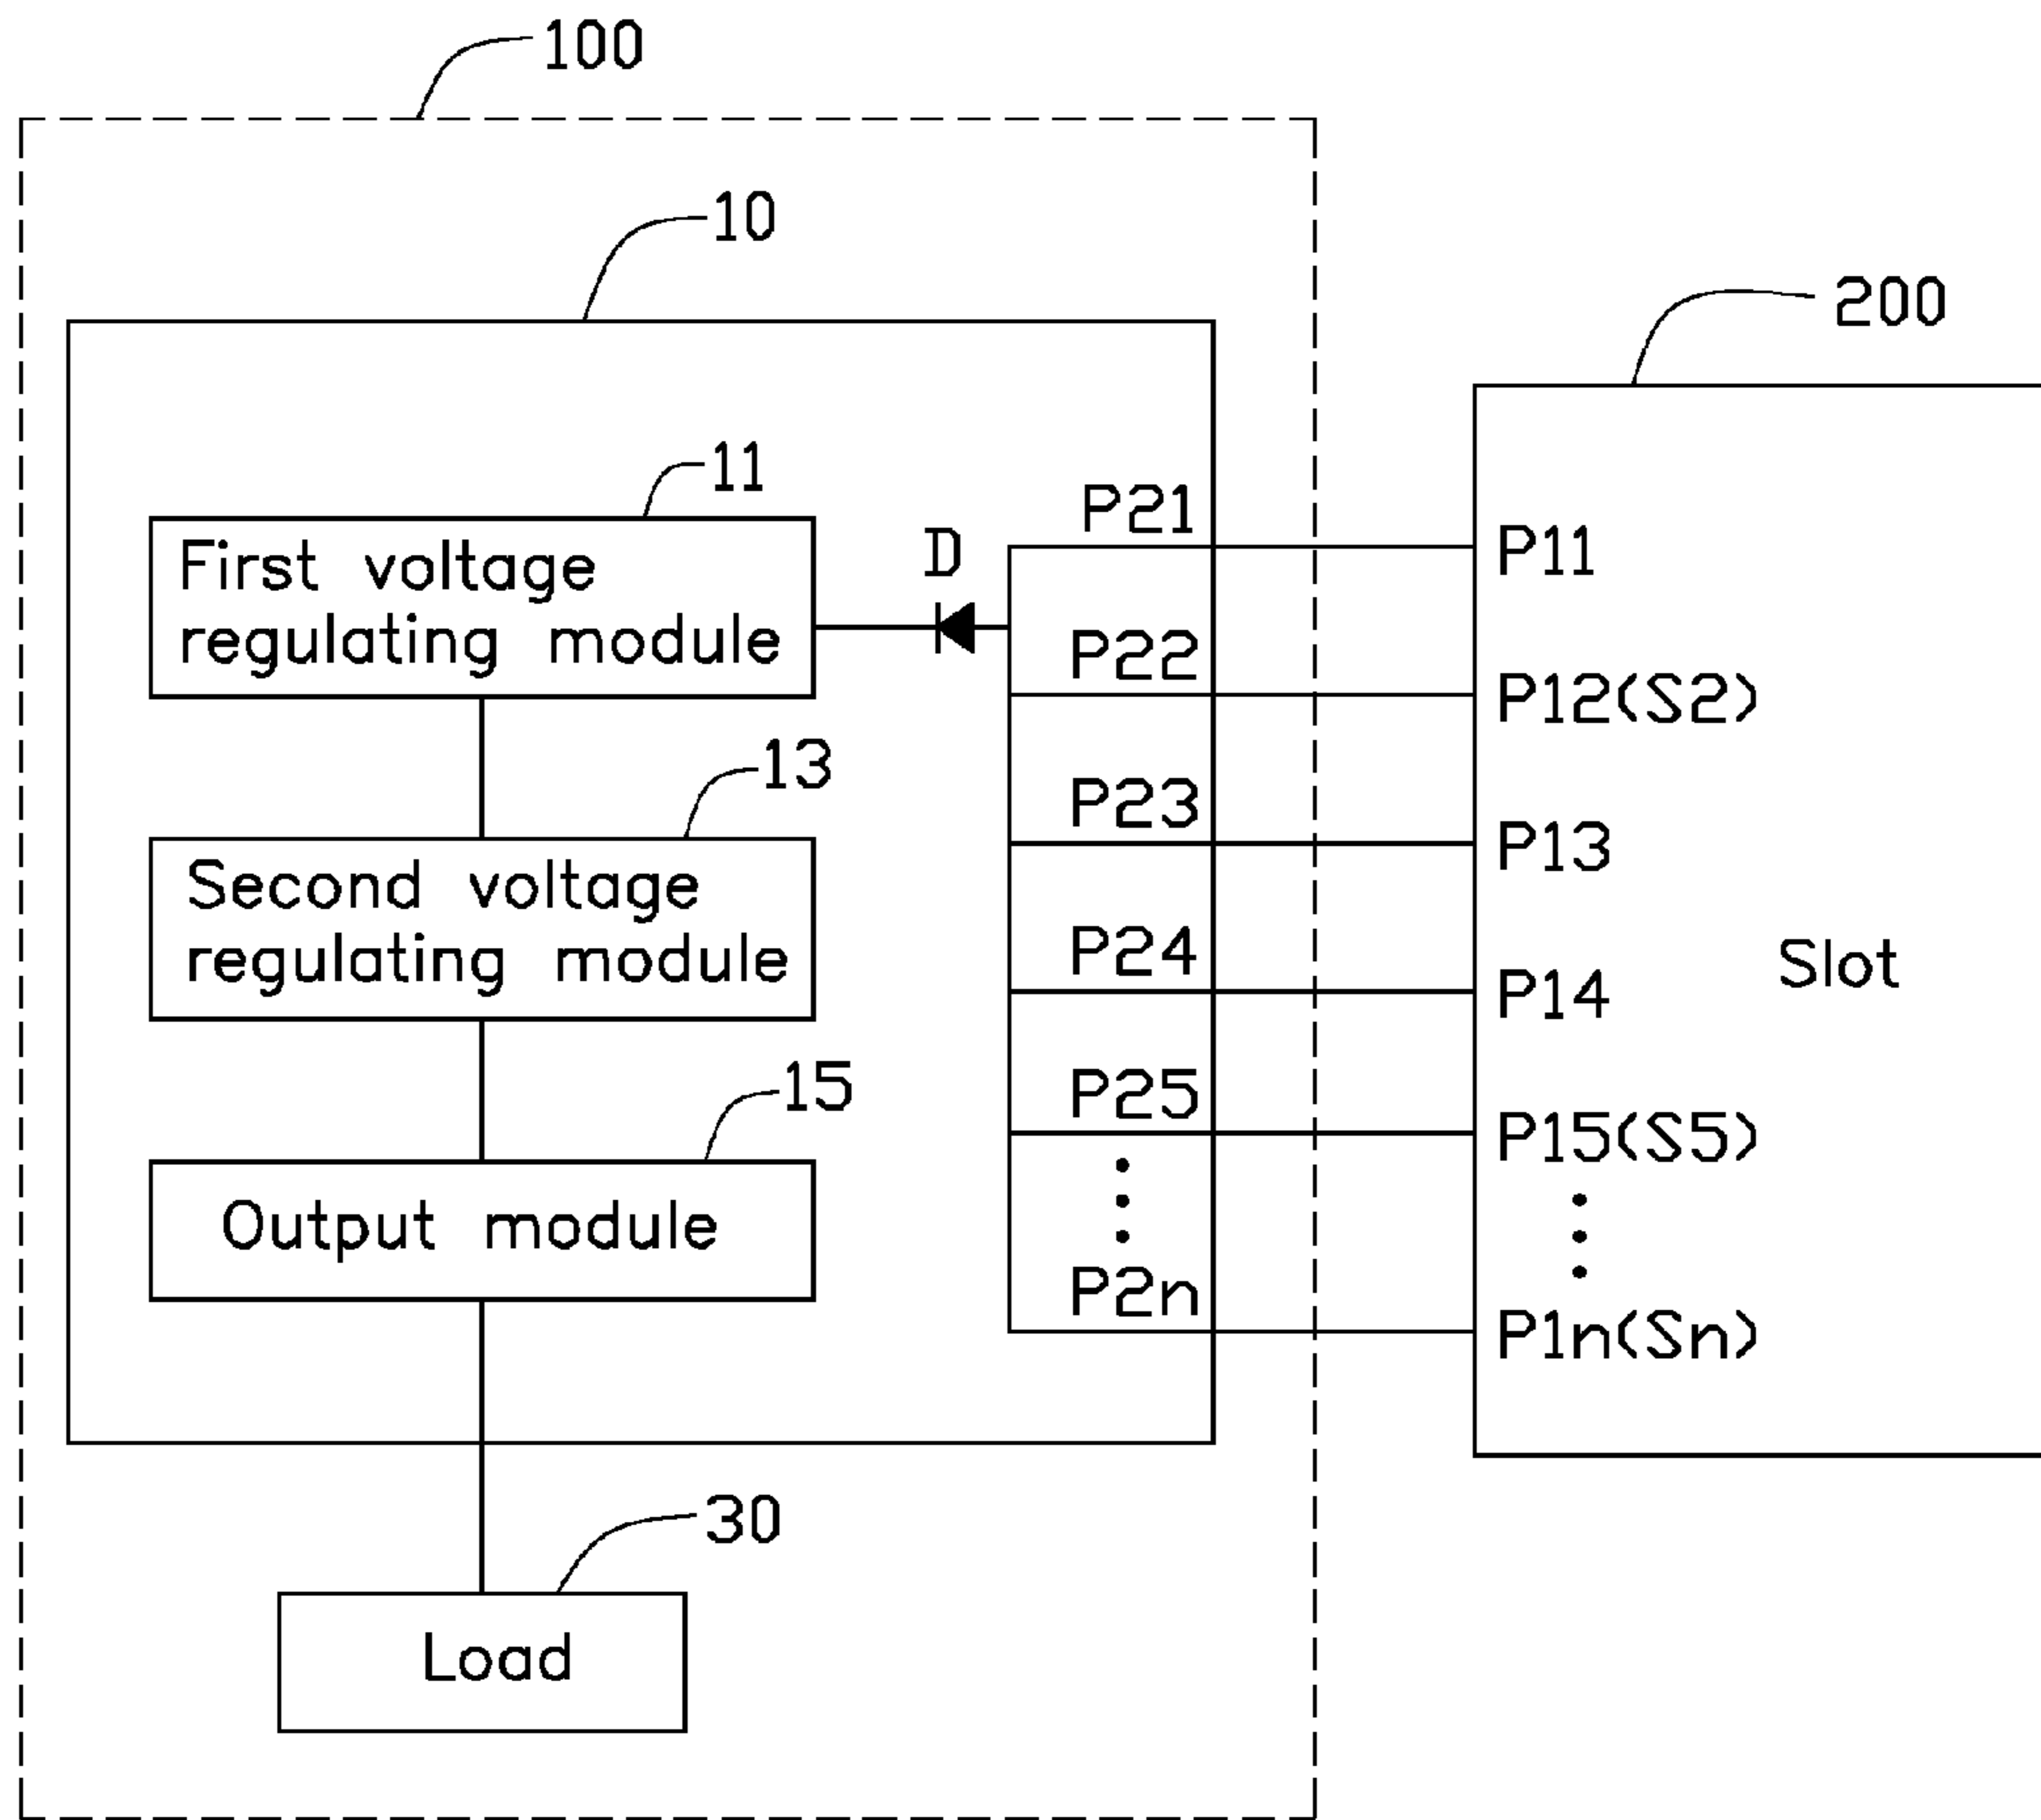 100
10
200
11
First voltage
regulating module
D
P21
P22
P23
P24
P25
P2n
P11
P12(S2)
P13
P14
P15(S5)
P1n(Sn)
Slot
13
Second voltage
regulating module
15
Output module
30
Load